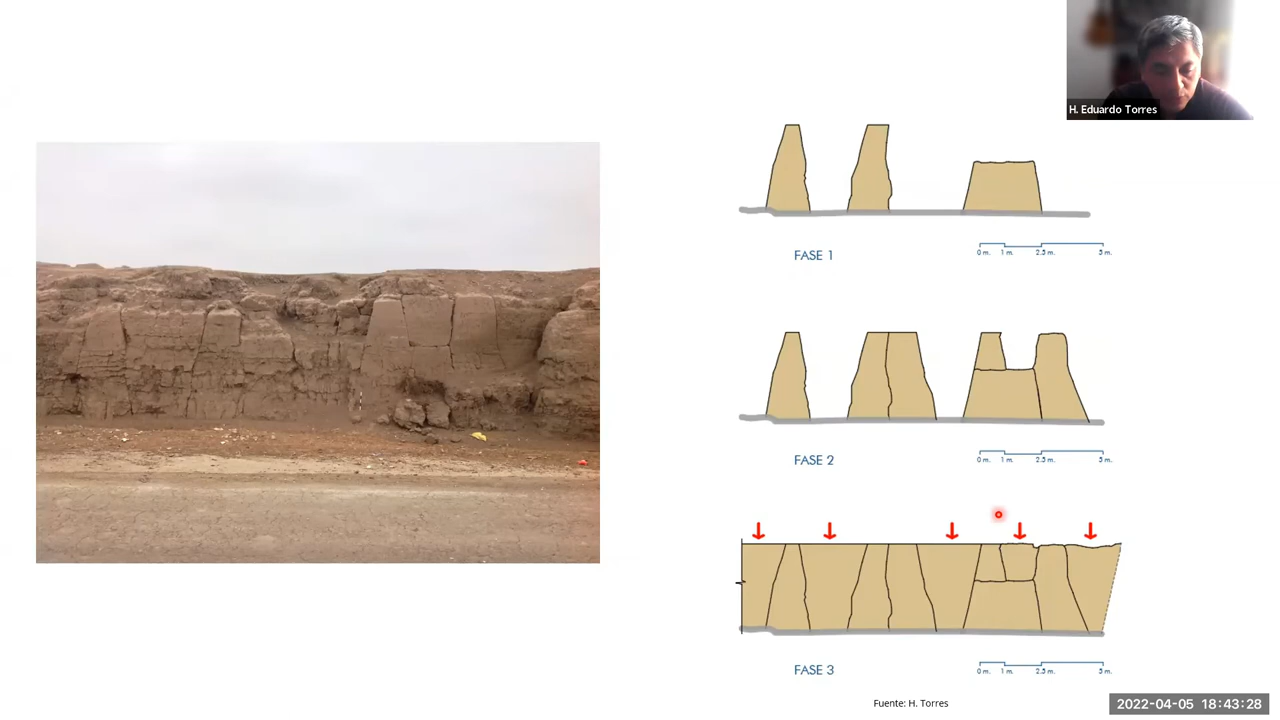 H. Eduardo Torres
FASE 1
0 m. 1 m. 2.5 m. 5 m.
FASE 2
0 m. 1 m. 2.5 m. 5 m.
FASE 3
0 m. 1 m. 2.5 m. 5 m.
Fuente: H. Torres
2022-04-05 18:43:28